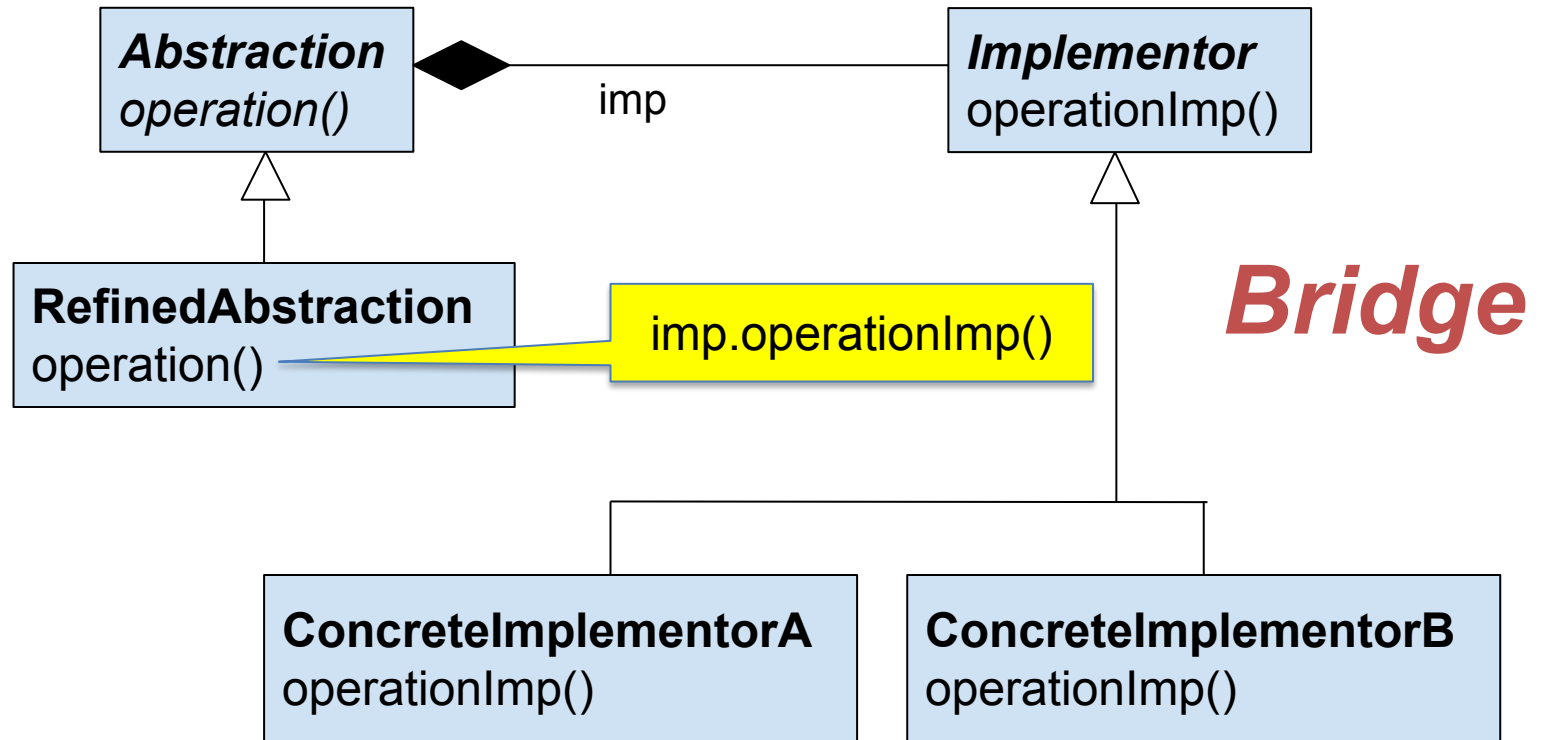 Abstraction
operation()
imp
Implementor
operationImp()
RefinedAbstraction
operation()
imp.operationImp()
Bridge
ConcreteImplementorA
operationImp()
ConcreteImplementorB
operationImp()